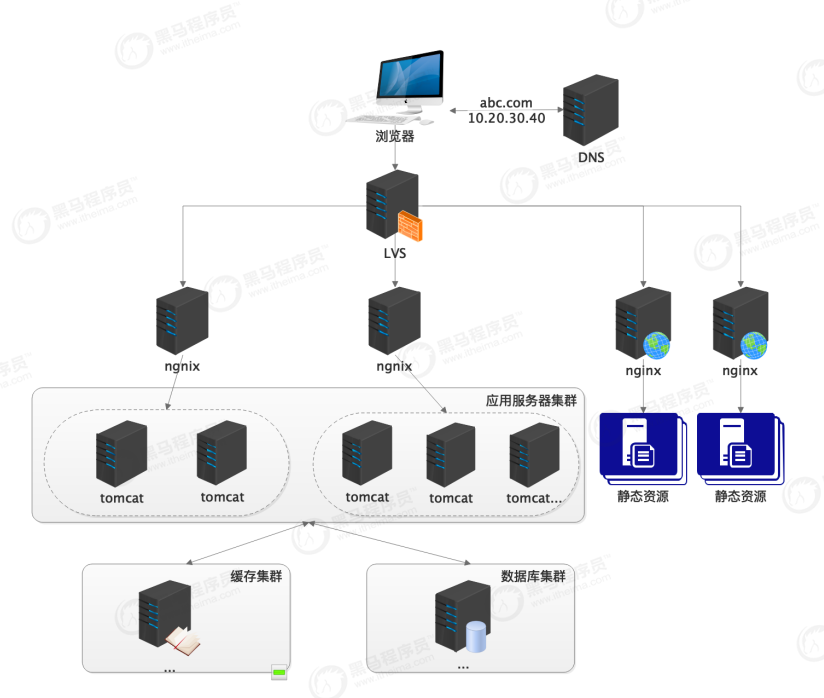 abc.com
10.20.30.40
浏览器
DNS
LVS
ngnix
ngnix
nginx
nginx
应用服务器集群
tomcat
tomcat
tomcat
tomcat
tomcat...
静态资源
静态资源
缓存集群
数据库集群
...
...
黑马程序员
www.itheima.com